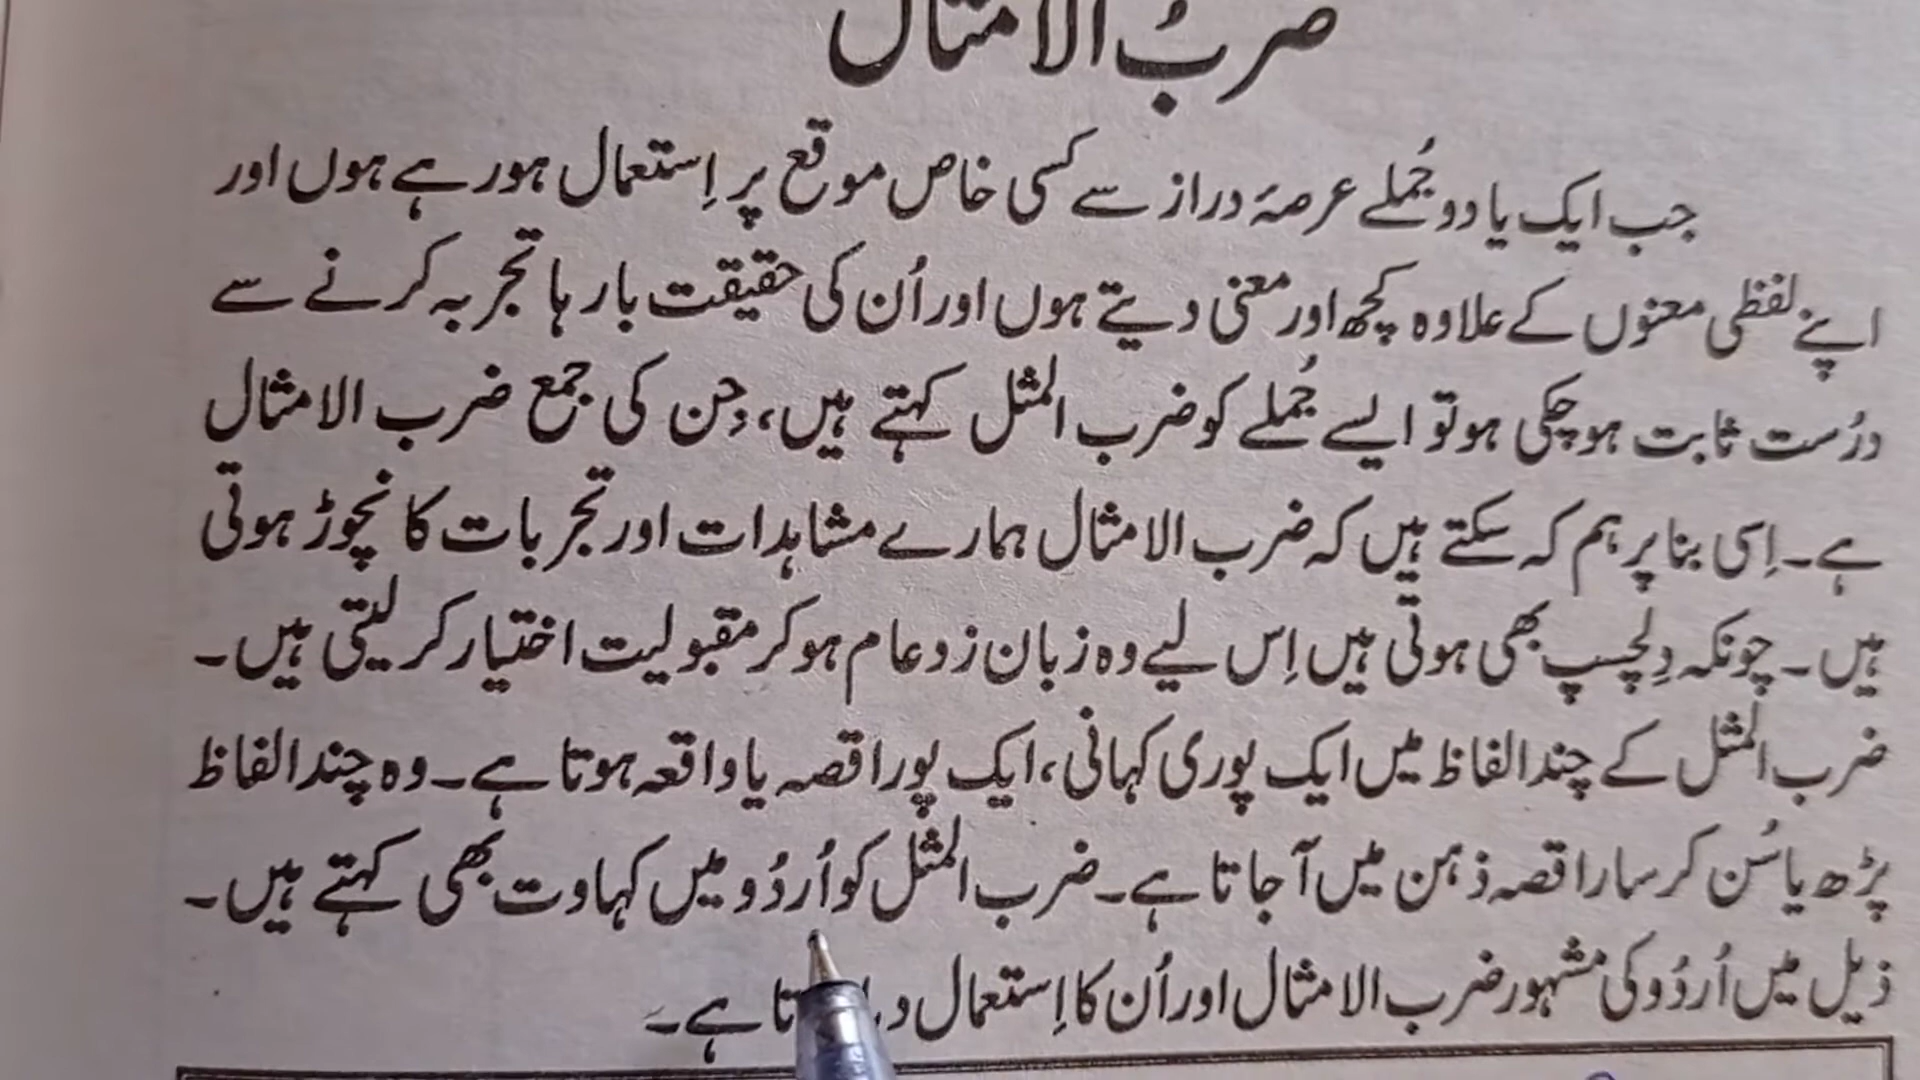 ضربُ الامثال
جب ایک یا دو جُملے عرصۂ دراز سے کسی خاص موقع پر اِستعمال ہو رہے ہوں اور
اپنے لفظی معنوں کے علاوہ کچھ اور معنی دیتے ہوں اور اُن کی حقیقت بارہا تجربہ کرنے سے
درُست ثابت ہو چکی ہو تو ایسے جُملے کو ضرب المثل کہتے ہیں، جِن کی جمع ضرب الامثال
ہے۔ اِسی بنا پر ہم کہ سکتے ہیں کہ ضرب الامثال ہمارے مشاہدات اور تجربات کا نچوڑ ہوتی
ہیں۔ چونکہ دِلچسپ بھی ہوتی ہیں اِس لیے وہ زبان زد عام ہو کر مقبولیت اختیار کر لیتی ہیں۔
ضرب المثل کے چند الفاظ میں ایک پوری کہانی، ایک پورا قصہ یا واقعہ ہوتا ہے۔ وہ چند الفاظ
پڑھ یا سُن کر سارا قصہ ذہن میں آ جاتا ہے۔ ضرب المثل کو اُردُو میں کہاوت بھی کہتے ہیں۔
ذیل میں اُردُو کی مشہور ضرب الامثال اور اُن کا اِستعمال ہے۔